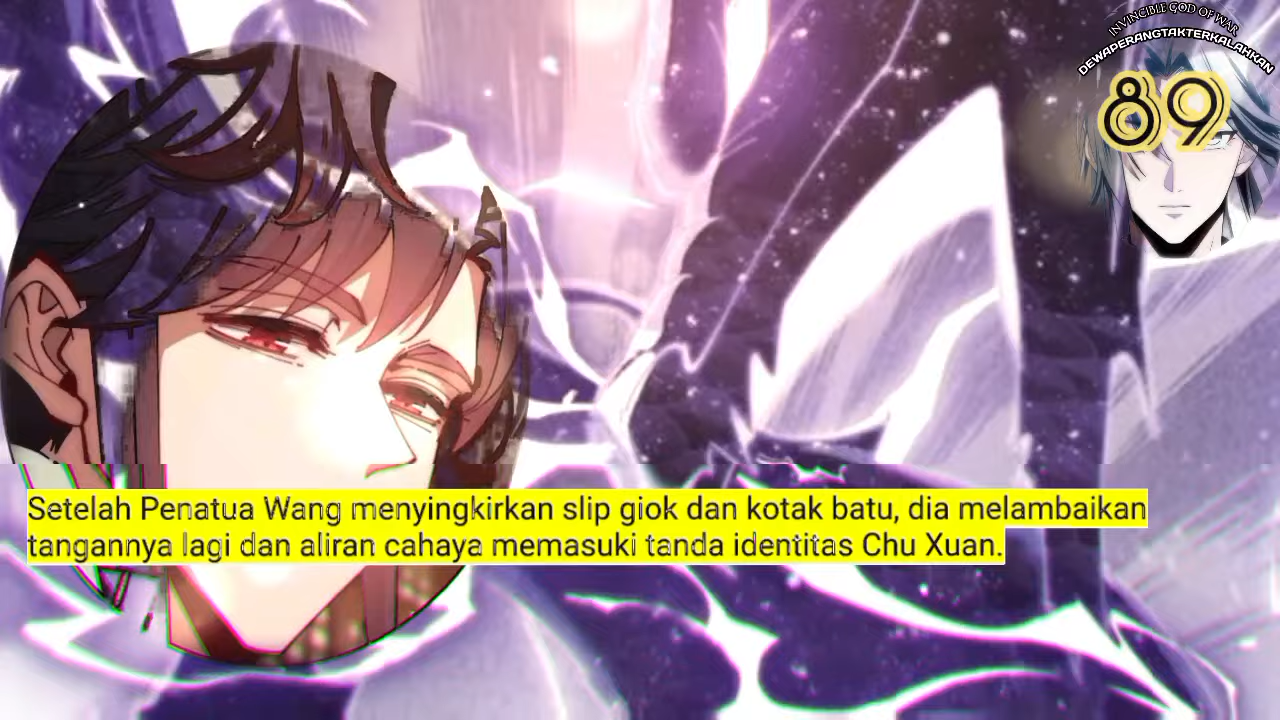 INVINCIBLE GOD OF WAR
DEWAPERANGTAKTERKALAHKAN
89
Setelah Penatua Wang menyingkirkan slip giok dan kotak batu, dia melambaikan
tangannya lagi dan aliran cahaya memasuki tanda identitas Chu Xuan.